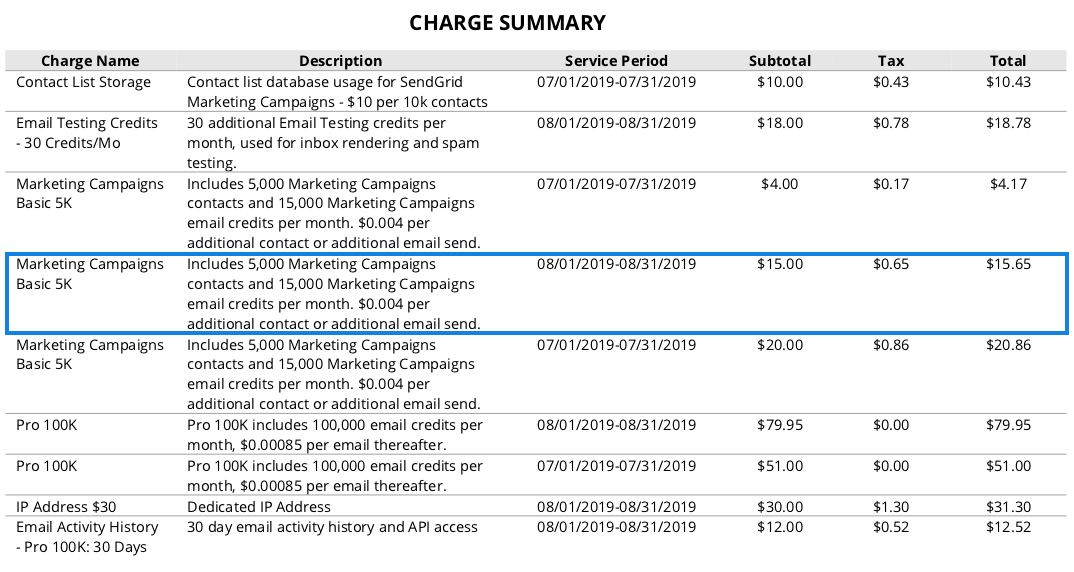 CHARGE SUMMARY
Charge Name Description Service Period Subtotal Tax Total
Contact List Storage Contact list database usage for SendGrid 07/01/2019-07/31/2019 $10.00 $0.43 $10.43
Marketing Campaigns - $10 per 10k contacts
Email Testing Credits 30 additional Email Testing credits per 08/01/2019-08/31/2019 $18.00 $0.78 $18.78
- 30 Credits/Mo month, used for inbox rendering and spam
testing.
Marketing Campaigns Includes 5,000 Marketing Campaigns 07/01/2019-07/31/2019 $4.00 $0.17 $4.17
Basic 5K contacts and 15,000 Marketing Campaigns
email credits per month. $0.004 per
additional contact or additional email send.
Marketing Campaigns Includes 5,000 Marketing Campaigns 08/01/2019-08/31/2019 $15.00 $0.65 $15.65
Basic 5K contacts and 15,000 Marketing Campaigns
email credits per month. $0.004 per
additional contact or additional email send.
Marketing Campaigns Includes 5,000 Marketing Campaigns 07/01/2019-07/31/2019 $20.00 $0.86 $20.86
Basic 5K contacts and 15,000 Marketing Campaigns
email credits per month. $0.004 per
additional contact or additional email send.
Pro 100K Pro 100K includes 100,000 email credits per 08/01/2019-08/31/2019 $79.95 $0.00 $79.95
month, $0.00085 per email thereafter.
Pro 100K Pro 100K includes 100,000 email credits per 07/01/2019-07/31/2019 $51.00 $0.00 $51.00
month, $0.00085 per email thereafter.
IP Address $30 Dedicated IP Address 08/01/2019-08/31/2019 $30.00 $1.30 $31.30
Email Activity History 30 day email activity history and API access 08/01/2019-08/31/2019 $12.00 $0.52 $12.52
- Pro 100K: 30 Days